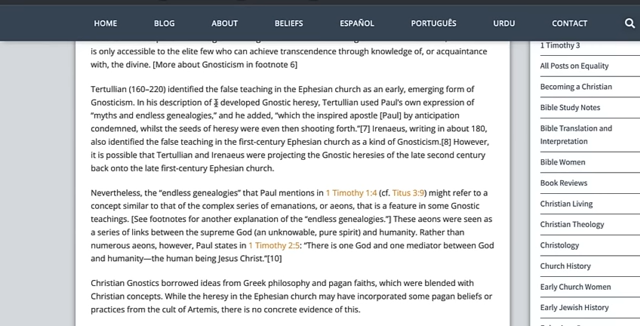 HOME BLOG ABOUT BELIEFS ESPAÑOL PORTUGUÊS URDU CONTACT
is only accessible to the elite few who can achieve transcendence through knowledge of, or acquaintance
with, the divine. [More about Gnosticism in footnote 6]
Tertullian (160–220) identified the false teaching in the Ephesian church as an early, emerging form of
Gnosticism. In his description of a developed Gnostic heresy, Tertullian used Paul's own expression of
“myths and endless genealogies,” and he added, “which the inspired apostle [Paul] by anticipation
condemned, whilst the seeds of heresy were even then shooting forth.”[7] Irenaeus, writing in about 180,
also identified the false teaching in the first-century Ephesian church as a kind of Gnosticism.[8] However,
it is possible that Tertullian and Irenaeus were projecting the Gnostic heresies of the late second century
back onto the late first-century Ephesian church.
Nevertheless, the “endless genealogies” that Paul mentions in 1 Timothy 1:4 (cf. Titus 3:9) might refer to a
concept similar to that of the complex series of emanations, or aeons, that is a feature in some Gnostic
teachings. [See footnotes for another explanation of the “endless genealogies.”] These aeons were seen as
a series of links between the supreme God (an unknowable, pure spirit) and humanity. Rather than
numerous aeons, however, Paul states in 1 Timothy 2:5: “There is one God and one mediator between God
and humanity—the human being Jesus Christ.”[10]
Christian Gnostics borrowed ideas from Greek philosophy and pagan faiths, which were blended with
Christian concepts. While the heresy in the Ephesian church may have incorporated some pagan beliefs or
practices from the cult of Artemis, there is no concrete evidence of this.
1 Timothy 3
All Posts on Equality
Becoming a Christian
Bible Study Notes
Bible Translation and
Interpretation
Bible Women
Book Reviews
Christian Living
Christian Theology
Christology
Church History
Early Church Women
Early Jewish History